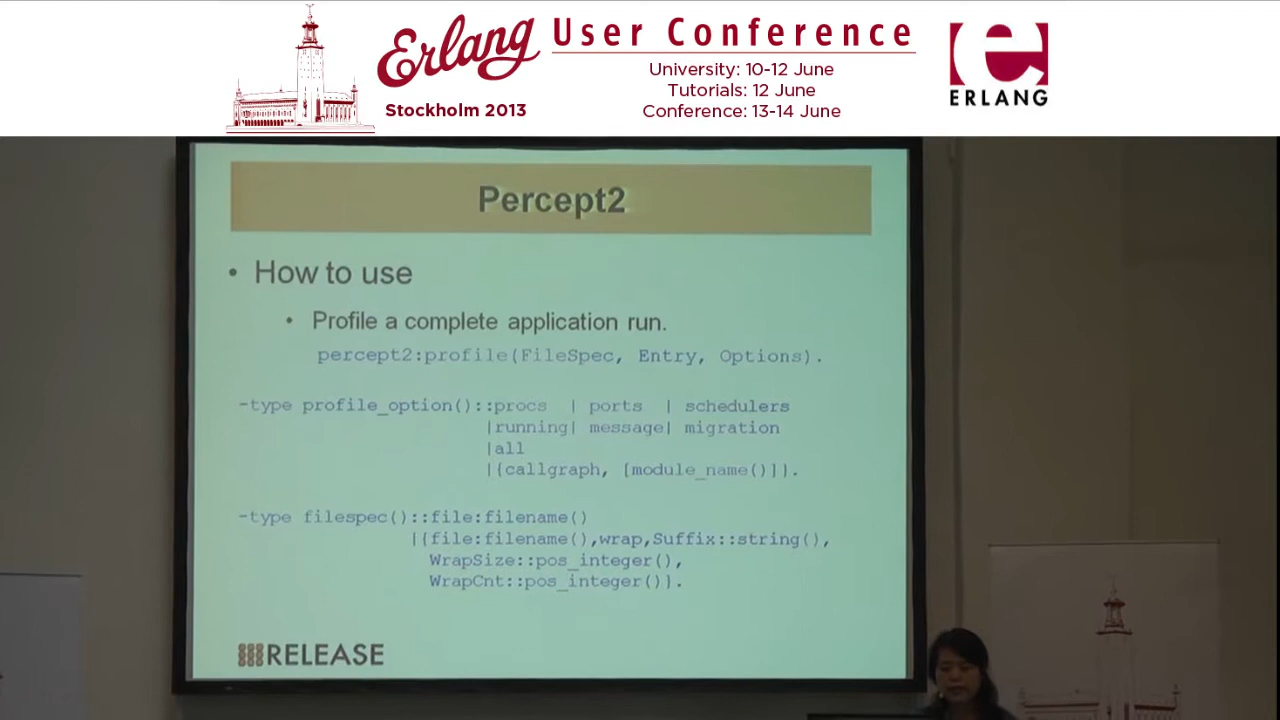 Erlang User Conference
Stockholm 2013
University: 10-12 June
Tutorials: 12 June
Conference: 13-14 June
e
ERLANG
Percept2
• How to use
• Profile a complete application run.
percept2:profile(FileSpec, Entry, Options).
-type profile_option()::procs | ports | schedulers
|running| message| migration
|all
|{callgraph, [module_name()]}.
-type filespec()::file:filename()
|{file:filename(),wrap,Suffix::string(),
WrapSize::pos_integer(),
WrapCnt::pos_integer()}.
RELEASE